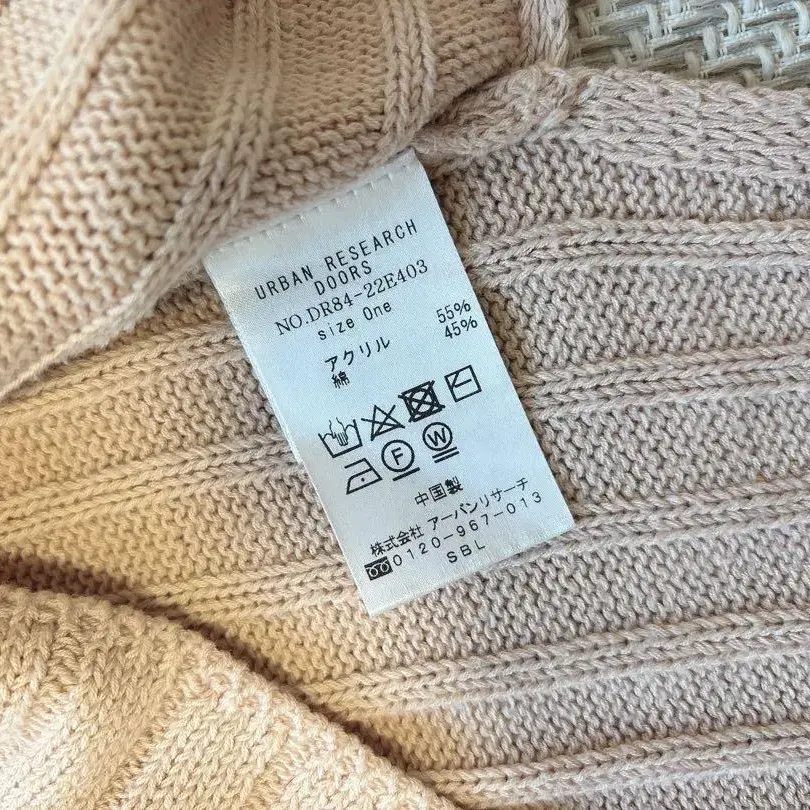 URBAN RESEARCH
DOORS
NO.DR84-22E403
size One
アクリル 55%
綿 45%
F W
中国製
株式会社 アーバンリサーチ
0120-967-013
SBL